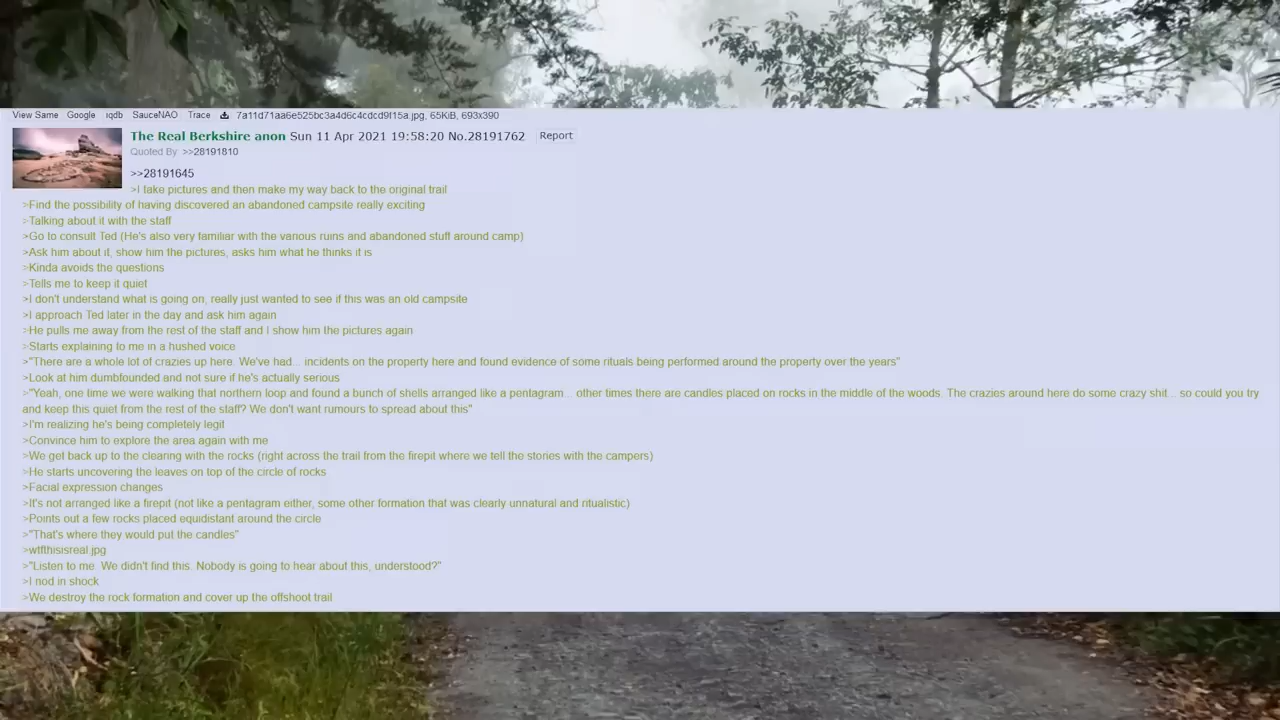 View Same Google iqdb SauceNAO Trace 7a11d71aa6e525bc3a4d6c4cdcd9f15a.jpg, 65KiB, 693x390
The Real Berkshire anon Sun 11 Apr 2021 19:58:20 No.28191762 Report
Quoted By: >>28191810
>>28191645
>I take pictures and then make my way back to the original trail
>Find the possibility of having discovered an abandoned campsite really exciting
>Talking about it with the staff
>Go to consult Ted (He's also very familiar with the various ruins and abandoned stuff around camp)
>Ask him about it, show him the pictures, asks him what he thinks it is
>Kinda avoids the questions
>Tells me to keep it quiet
>I don't understand what is going on, really just wanted to see if this was an old campsite
>I approach Ted later in the day and ask him again
>He pulls me away from the rest of the staff and I show him the pictures again
>Starts explaining to me in a hushed voice
>"There are a whole lot of crazies up here. We've had... incidents on the property here and found evidence of some rituals being performed around the property over the years"
>Look at him dumbfounded and not sure if he's actually serious
>"Yeah, one time we were walking that northern loop and found a bunch of shells arranged like a pentagram... other times there are candles placed on rocks in the middle of the woods. The crazies around here do some crazy shit... so could you try
and keep this quiet from the rest of the staff? We don't want rumours to spread about this"
>I'm realizing he's being completely legit
>Convince him to explore the area again with me
>We get back up to the clearing with the rocks (right across the trail from the firepit where we tell the stories with the campers)
>He starts uncovering the leaves on top of the circle of rocks
>Facial expression changes
>It's not arranged like a firepit (not like a pentagram either, some other formation that was clearly unnatural and ritualistic)
>Points out a few rocks placed equidistant around the circle
>"That's where they would put the candles"
>wtfthisisreal.jpg
>"Listen to me. We didn't find this. Nobody is going to hear about this, understood?"
>I nod in shock
>We destroy the rock formation and cover up the offshoot trail